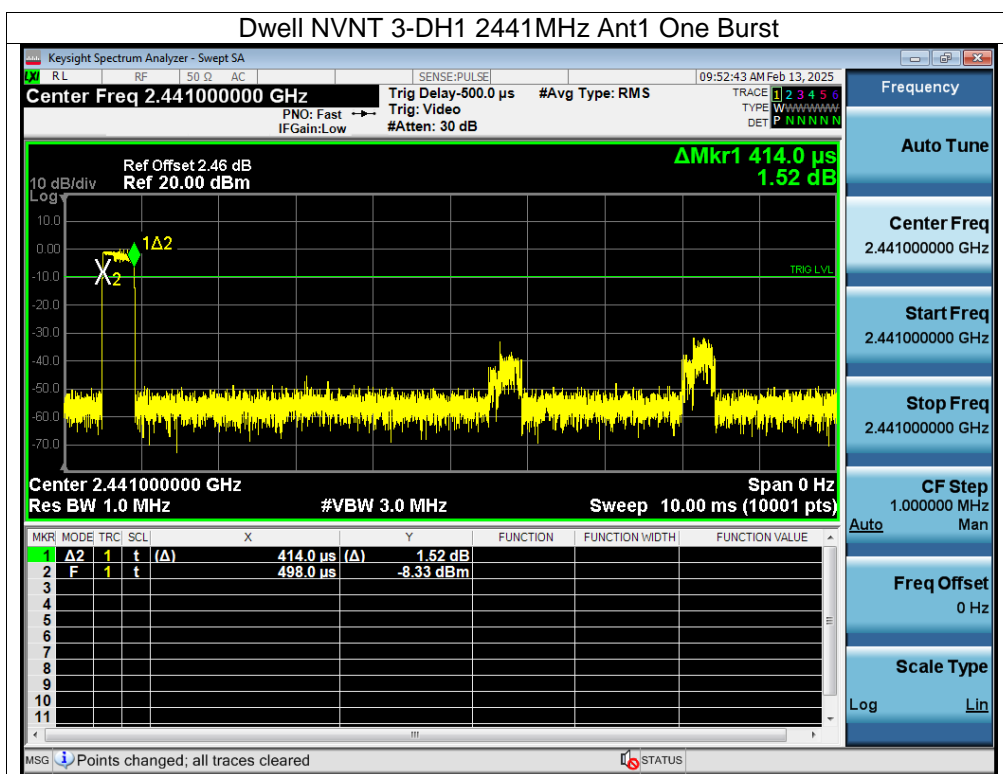 Dwell NVNT 3-DH1 2441MHz Ant1 One Burst
Keysight Spectrum Analyzer - Swept SA
LXI RL RF 50 Ω AC SENSE:PULSE 09:52:43 AM Feb 13, 2025
Center Freq 2.441000000 GHz Trig Delay-500.0 µs #Avg Type: RMS TRACE 1 2 3 4 5 6
PNO: Fast Trig: Video TYPE WWWWWW
IFGain:Low #Atten: 30 dB DET P N N N N N
Frequency
Auto Tune
Center Freq
2.441000000 GHz
Start Freq
2.441000000 GHz
Stop Freq
2.441000000 GHz
CF Step
1.000000 MHz
Auto Man
Freq Offset
0 Hz
Scale Type
Log Lin
ΔMkr1 414.0 µs
1.52 dB
Ref Offset 2.46 dB
10 dB/div Ref 20.00 dBm
Log
10.0
0.00
-10.0
-20.0
-30.0
-40.0
-50.0
-60.0
-70.0
1Δ2
X2
TRIG LVL
Center 2.441000000 GHz Span 0 Hz
Res BW 1.0 MHz #VBW 3.0 MHz Sweep 10.00 ms (10001 pts)
MKR MODE TRC SCL X Y FUNCTION FUNCTION WIDTH FUNCTION VALUE
1 Δ2 1 t (Δ) 414.0 µs (Δ) 1.52 dB
2 F 1 t 498.0 µs -8.33 dBm
3
4
5
6
7
8
9
10
11
MSG Points changed; all traces cleared STATUS